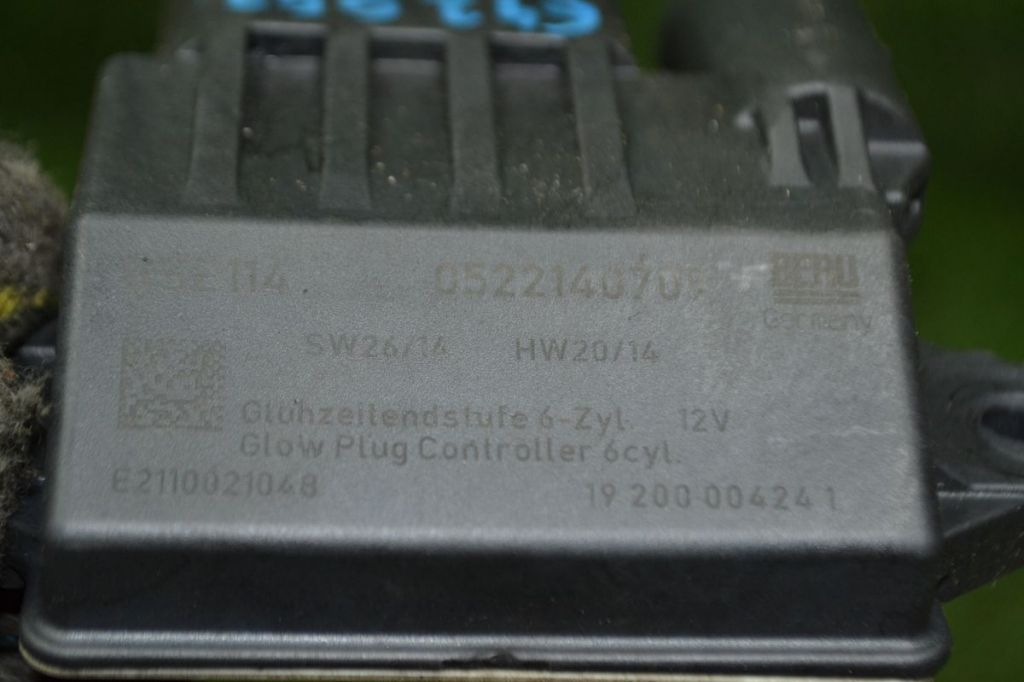 114 0522140709 BERU
Germany
SW26/14 HW20/14
Glühzeitendstufe 6-Zyl. 12V
Glow Plug Controller 6cyl.
E2110021048 19 200 004241